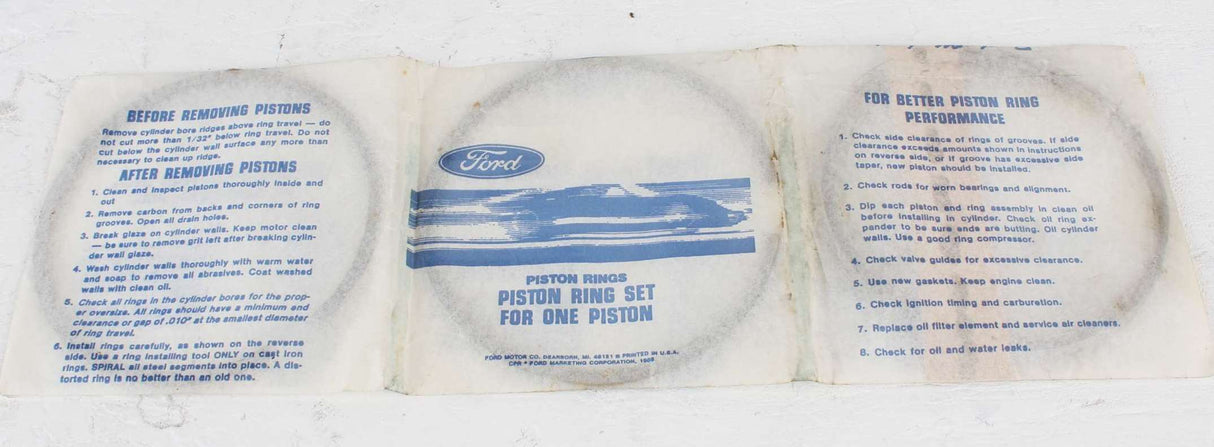 BEFORE REMOVING PISTONS
Remove cylinder bore ridges above ring travel — do
not cut more than 1/32" below ring travel. Do not
cut below the cylinder wall surface any more than
necessary to clean up ridge.
AFTER REMOVING PISTONS
1. Clean and inspect pistons thoroughly inside and
out
2. Remove carbon from backs and corners of ring
grooves. Open all drain holes.
3. Break glaze on cylinder walls. Keep motor clean
— be sure to remove grit left after breaking cylin-
der wall glaze.
4. Wash cylinder walls thoroughly with warm water
and soap to remove all abrasives. Coat washed
walls with clean oil.
5. Check all rings in the cylinder bores for the prop-
er oversize. All rings should have a minimum end
clearance or gap of .010" at the smallest diameter
of ring travel.
6. Install rings carefully, as shown on the reverse
side. Use a ring installing tool ONLY on cast iron
rings. SPIRAL all steel segments into place. A dis-
torted ring is no better than an old one.
Ford
PISTON RINGS
PISTON RING SET
FOR ONE PISTON
FORD MOTOR CO. DEARBORN, MI. 48121 PRINTED IN U.S.A.
FORD MARKETING CORPORATION,
FOR BETTER PISTON RING
PERFORMANCE
1. Check side clearance of rings of grooves. If side
clearance exceeds amounts shown in instructions
on reverse side, or if groove has excessive side
taper, new piston should be installed.
2. Check rods for worn bearings and alignment.
3. Dip each piston and ring assembly in clean oil
before installing in cylinder. Check oil ring ex-
pander to be sure ends are butting. Oil cylinder
walls. Use a good ring compressor.
4. Check valve guides for excessive clearance.
5. Use new gaskets. Keep engine clean.
6. Check ignition timing and carburetion.
7. Replace oil filter element and service air cleaners.
8. Check for oil and water leaks.